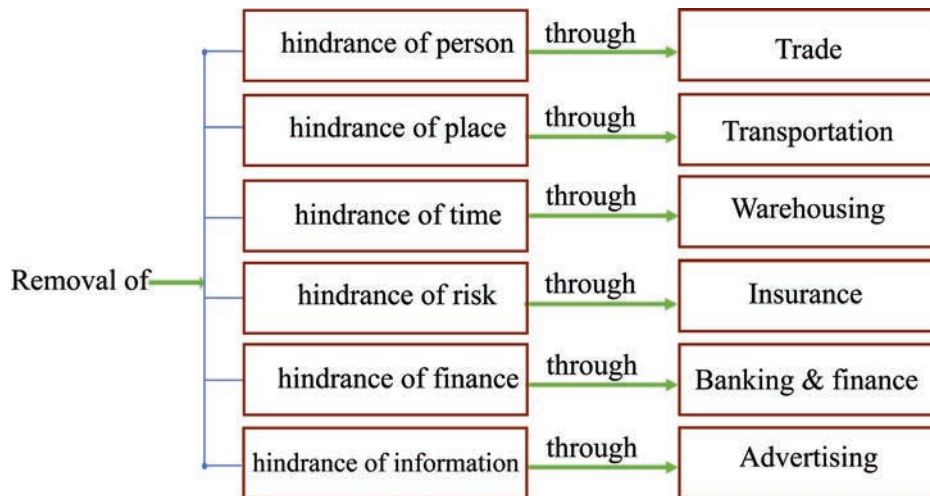 hindrance of person through Trade
hindrance of place through Transportation
hindrance of time through Warehousing
Removal of
hindrance of risk through Insurance
hindrance of finance through Banking & finance
hindrance of information through Advertising